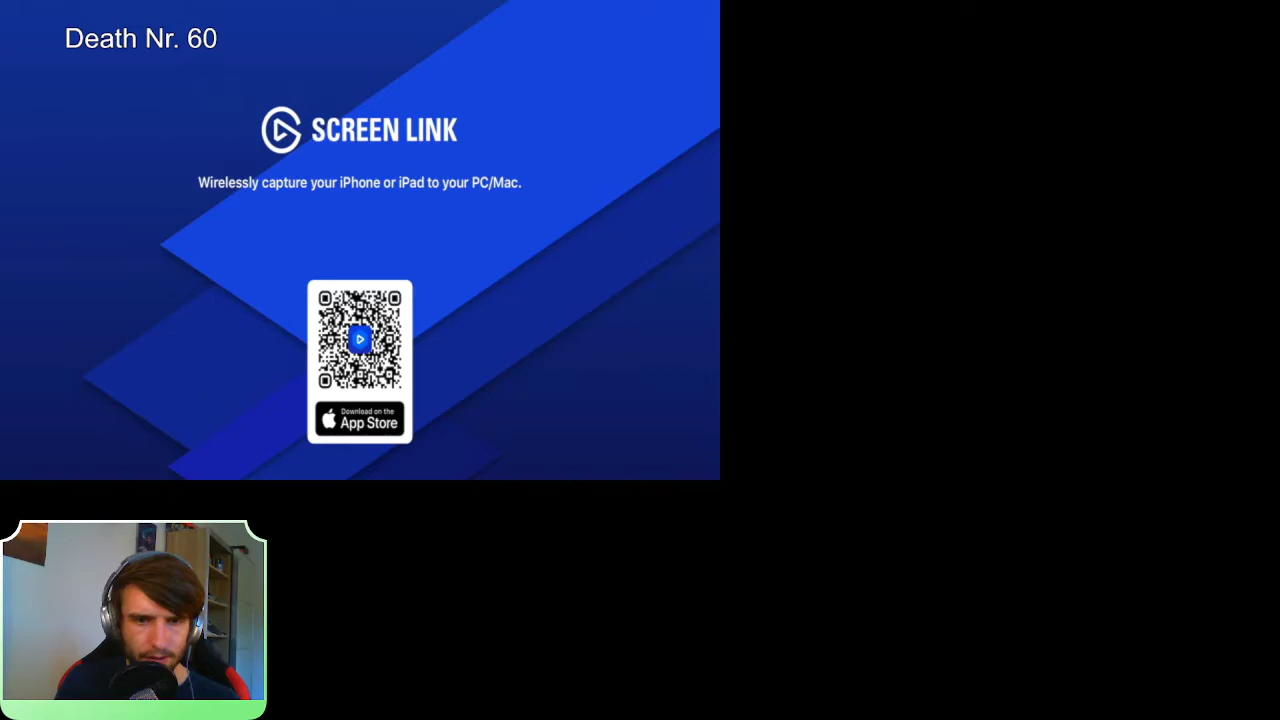 Death Nr. 60
SCREEN LINK
Wirelessly capture your iPhone or iPad to your PC/Mac.
Download on the
App Store